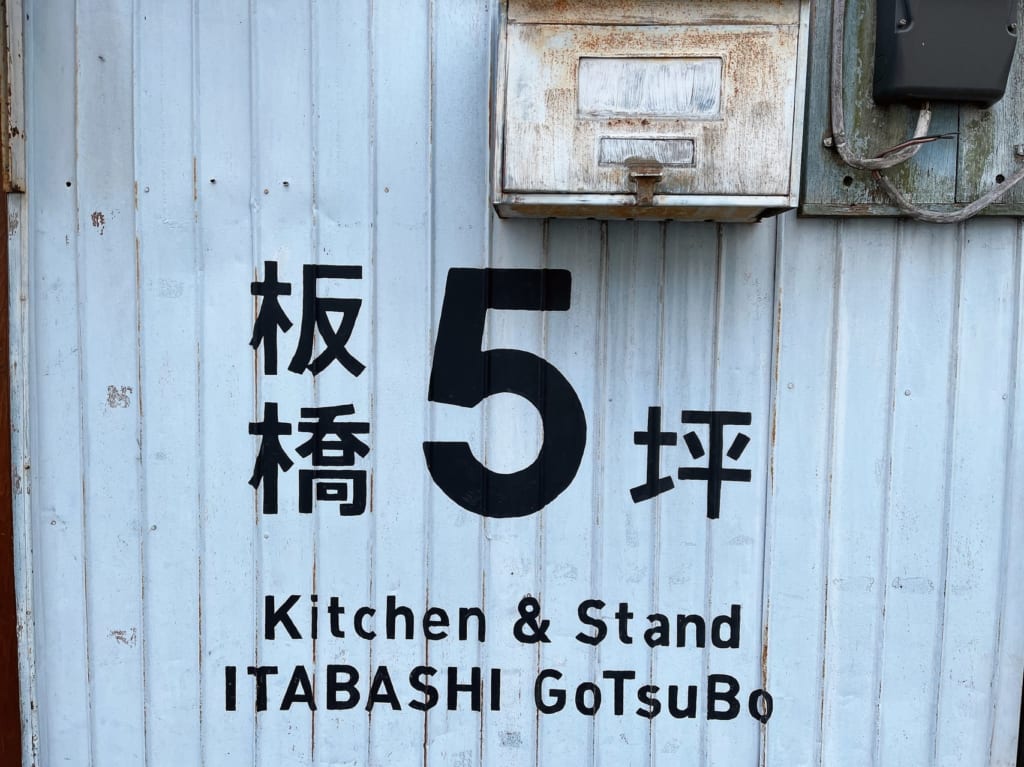 板橋5坪
Kitchen & Stand
ITABASHI GoTsuBo